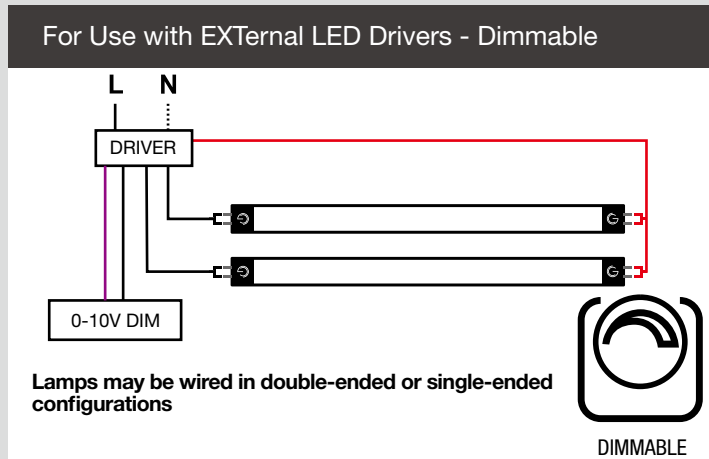 For Use with EXTernal LED Drivers - Dimmable
L N
DRIVER
0-10V DIM
Lamps may be wired in double-ended or single-ended
configurations
DIMMABLE